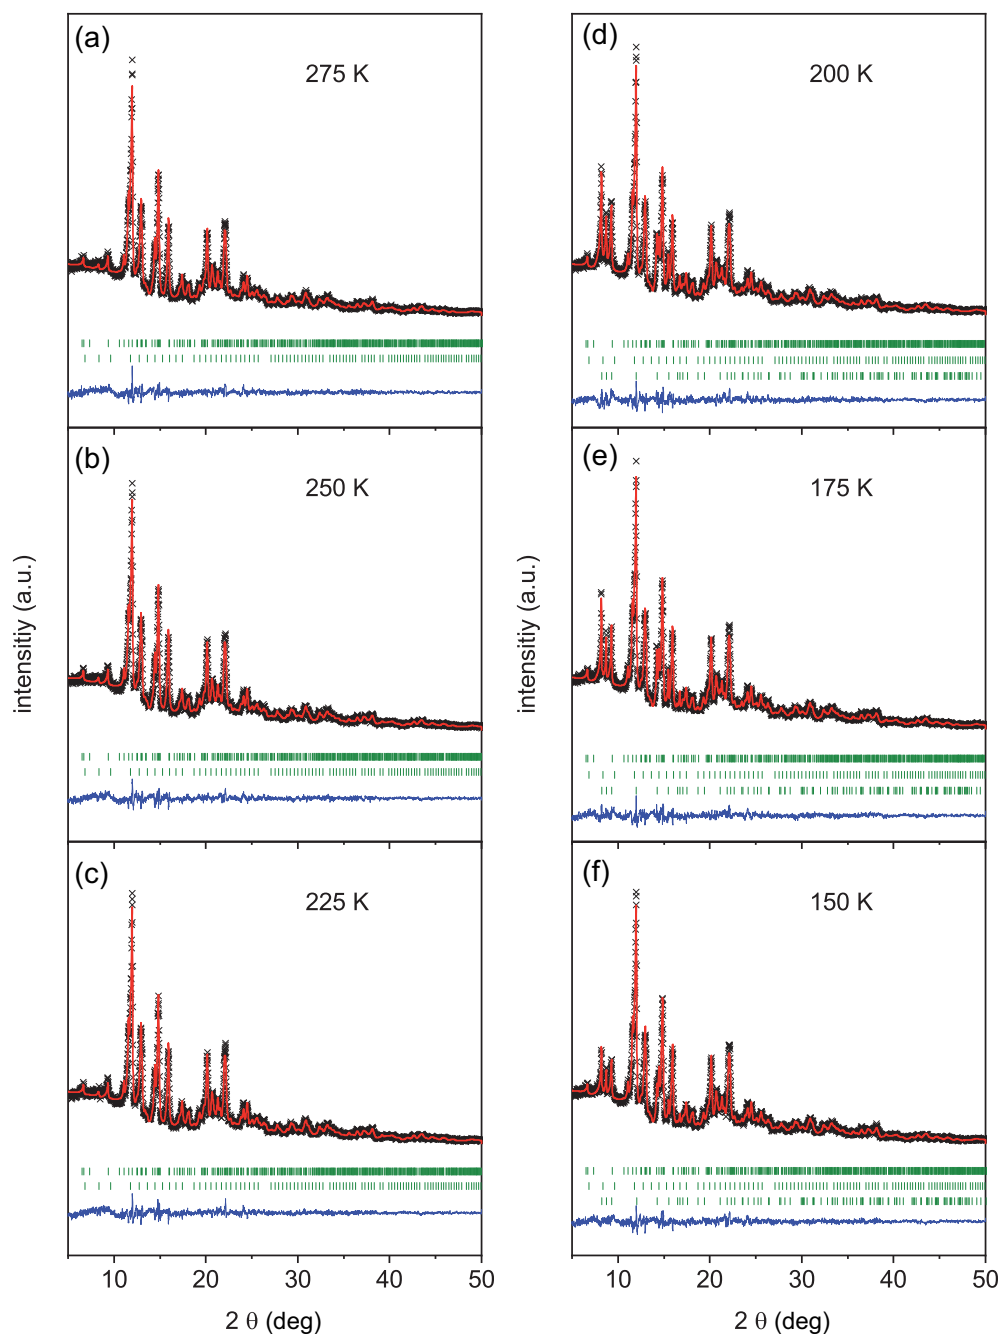 (a)
275 K
(b)
250 K
(c)
225 K
10
20
30
40
50
2 θ (deg)
intensitiy (a.u.)
(d)
200 K
(e)
175 K
(f)
150 K
10
20
30
40
50
2 θ (deg)
intensitiy (a.u.)